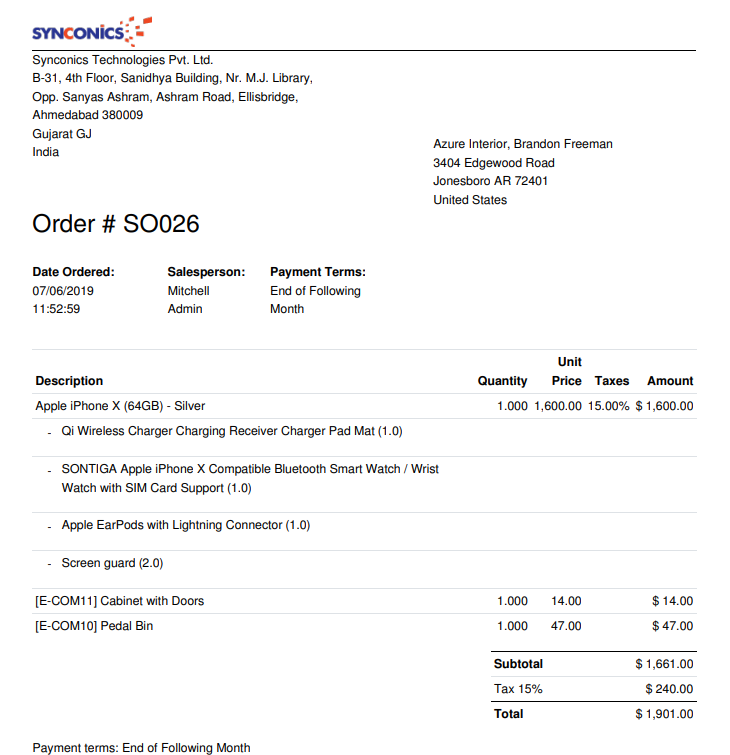 SYNCONICS
Synconics Technologies Pvt. Ltd.
B-31, 4th Floor, Sanidhya Building, Nr. M.J. Library,
Opp. Sanyas Ashram, Ashram Road, Ellisbridge,
Ahmedabad 380009
Gujarat GJ
India
Azure Interior, Brandon Freeman
3404 Edgewood Road
Jonesboro AR 72401
United States
Order # SO026
Date Ordered: Salesperson: Payment Terms:
07/06/2019 Mitchell End of Following
11:52:59 Admin Month
Unit
Description Quantity Price Taxes Amount
Apple iPhone X (64GB) - Silver 1.000 1,600.00 15.00% $ 1,600.00
- Qi Wireless Charger Charging Receiver Charger Pad Mat (1.0)
- SONTIGA Apple iPhone X Compatible Bluetooth Smart Watch / Wrist
Watch with SIM Card Support (1.0)
- Apple EarPods with Lightning Connector (1.0)
- Screen guard (2.0)
[E-COM11] Cabinet with Doors 1.000 14.00 $ 14.00
[E-COM10] Pedal Bin 1.000 47.00 $ 47.00
Subtotal $ 1,661.00
Tax 15% $ 240.00
Total $ 1,901.00
Payment terms: End of Following Month